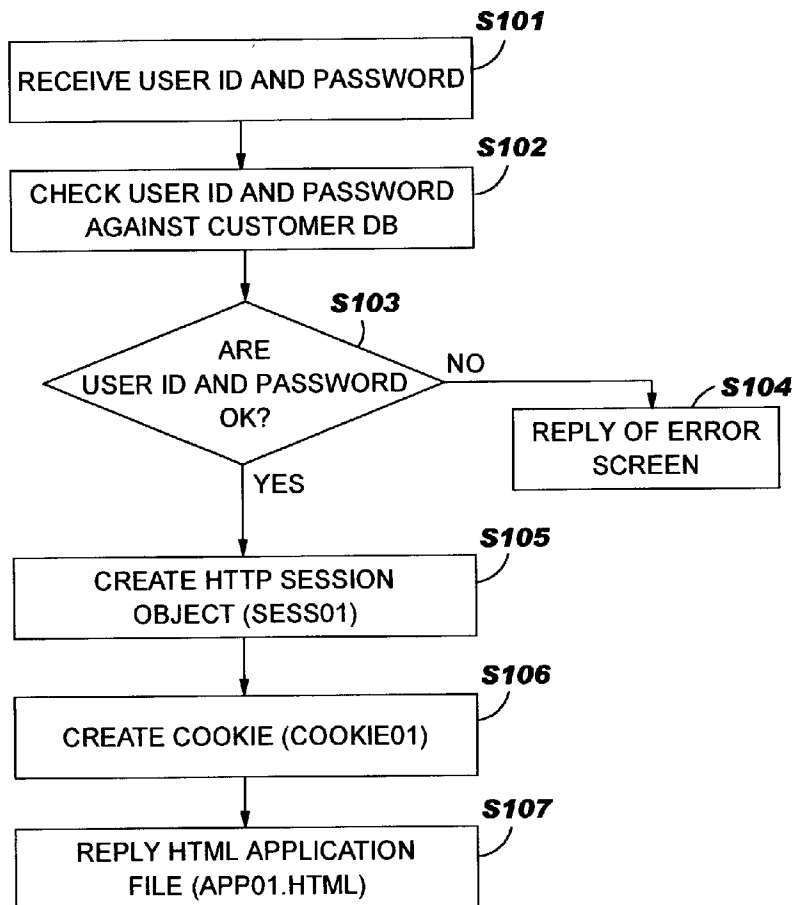 S101
RECEIVE USER ID AND PASSWORD
S102
CHECK USER ID AND PASSWORD
AGAINST CUSTOMER DB
S103
ARE
USER ID AND PASSWORD
OK?
NO
S104
REPLY OF ERROR
SCREEN
YES
S105
CREATE HTTP SESSION
OBJECT (SESS01)
S106
CREATE COOKIE (COOKIE01)
S107
REPLY HTML APPLICATION
FILE (APP01.HTML)